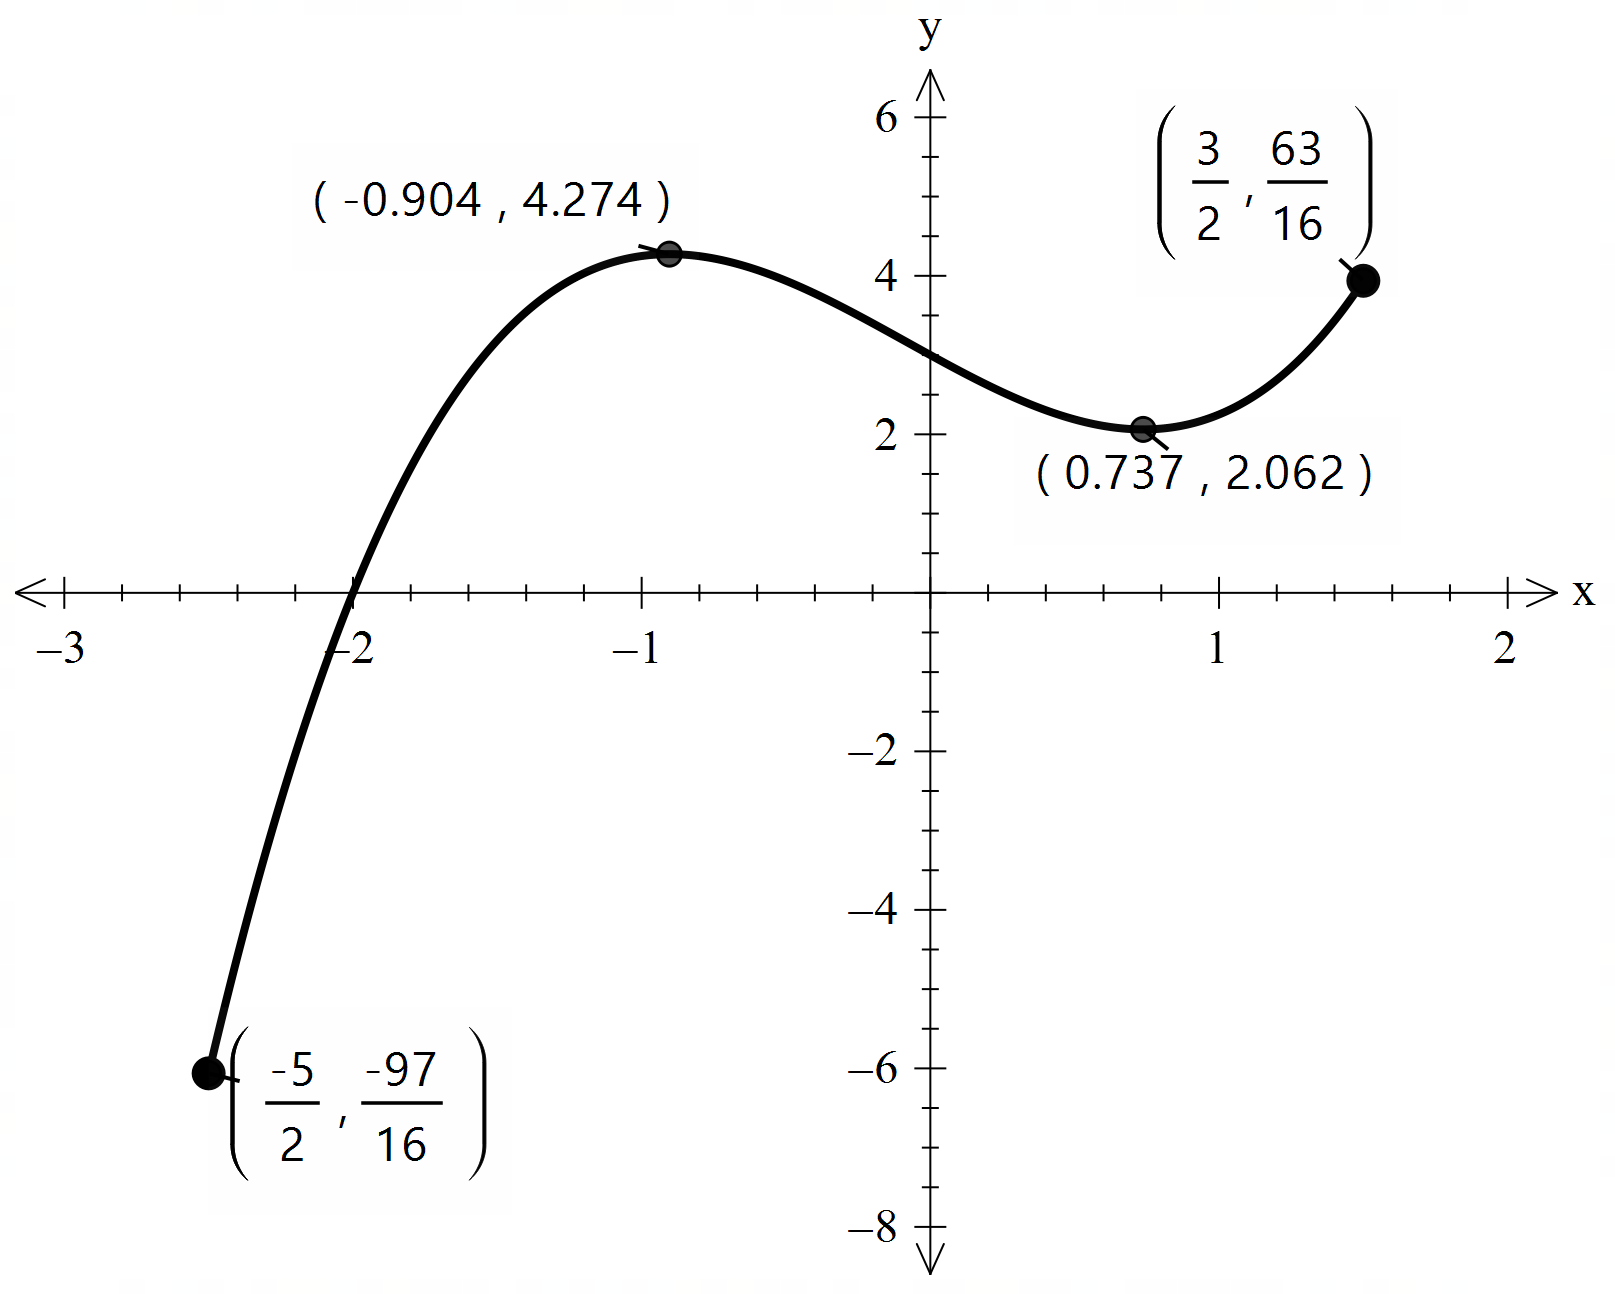 y
6
( 3/2 , 63/16 )
( -0.904 , 4.274 )
4
2
( 0.737 , 2.062 )
x
–3 –2 –1 1 2
–2
–4
–6
( -5/2 , -97/16 )
–8